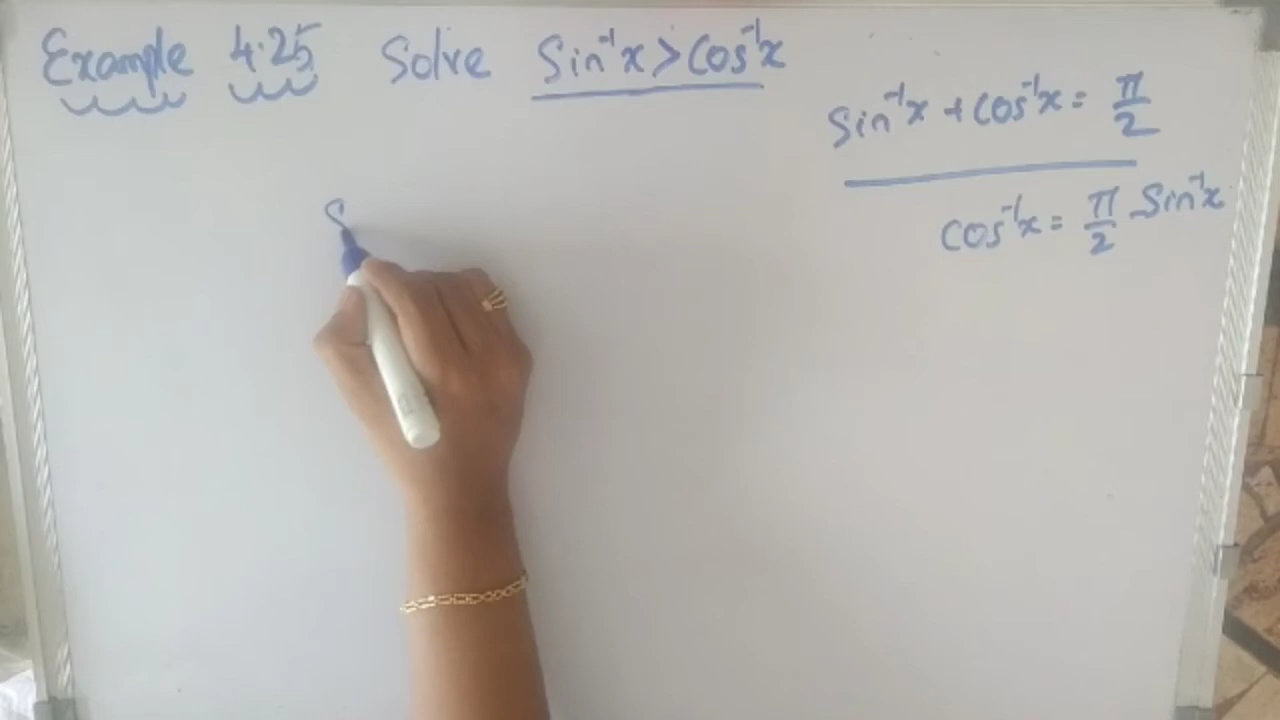 Example 4.25 Solve Sin⁻¹x > Cos⁻¹x
Sin⁻¹x + Cos⁻¹x = π/2
Cos⁻¹x = π/2 - Sin⁻¹x
S